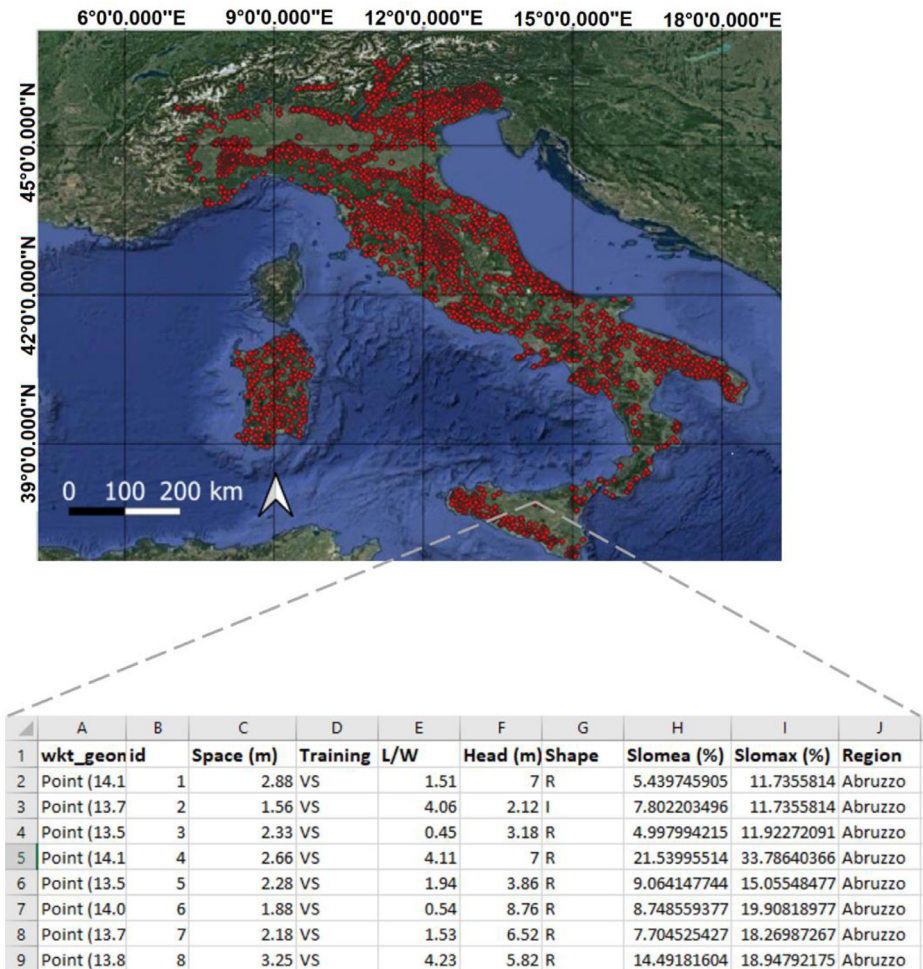 6°0'0.000"E 9°0'0.000"E 12°0'0.000"E 15°0'0.000"E 18°0'0.000"E
45°0'0.000"N
42°0'0.000"N
39°0'0.000"N
0 100 200 km
A B C D E F G H I J
1 wkt_geon id Space (m) Training L/W Head (m) Shape Slomea (%) Slomax (%) Region
2 Point (14.1 1 2.88 VS 1.51 7 R 5.439745905 11.7355814 Abruzzo
3 Point (13.7 2 1.56 VS 4.06 2.12 I 7.802203496 11.7355814 Abruzzo
4 Point (13.5 3 2.33 VS 0.45 3.18 R 4.997994215 11.92272091 Abruzzo
5 Point (14.1 4 2.66 VS 4.11 7 R 21.53995514 33.78640366 Abruzzo
6 Point (13.5 5 2.28 VS 1.94 3.86 R 9.064147744 15.05548477 Abruzzo
7 Point (14.0 6 1.88 VS 0.54 8.76 R 8.748559377 19.90818977 Abruzzo
8 Point (13.7 7 2.18 VS 1.53 6.52 R 7.704525427 18.26987267 Abruzzo
9 Point (13.8 8 3.25 VS 4.23 5.82 R 14.49181604 18.94792175 Abruzzo